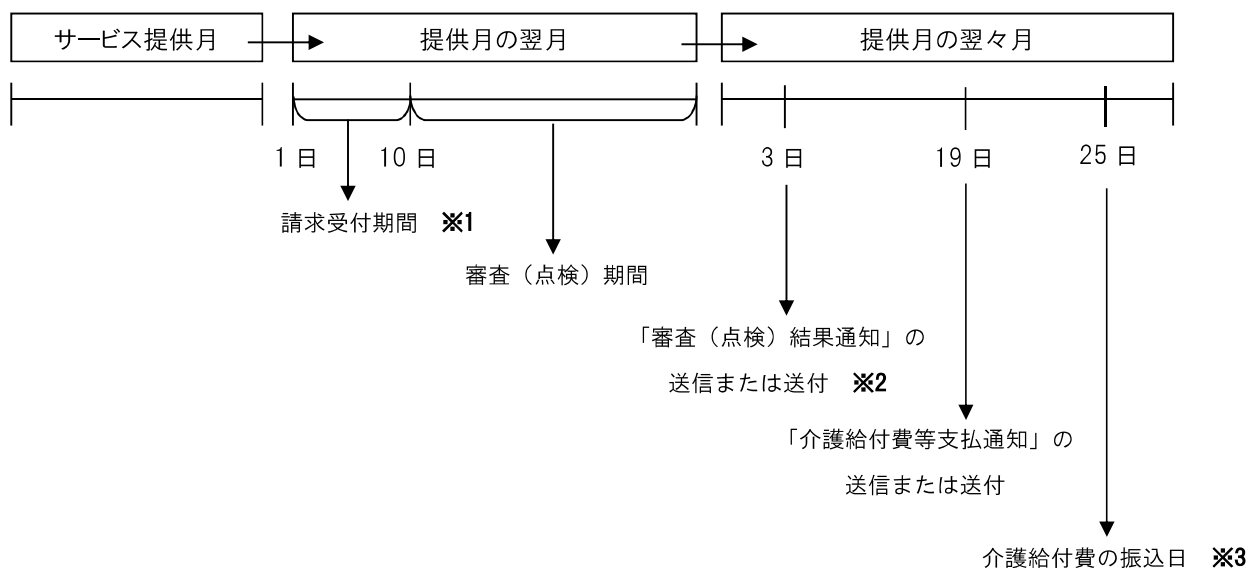 サービス提供月
提供月の翌月
提供月の翌々月
1日
10日
3日
19日
25日
請求受付期間 ※1
審査（点検）期間
「審査（点検）結果通知」の
送信または送付 ※2
「介護給付費等支払通知」の
送信または送付
介護給付費の振込日 ※3